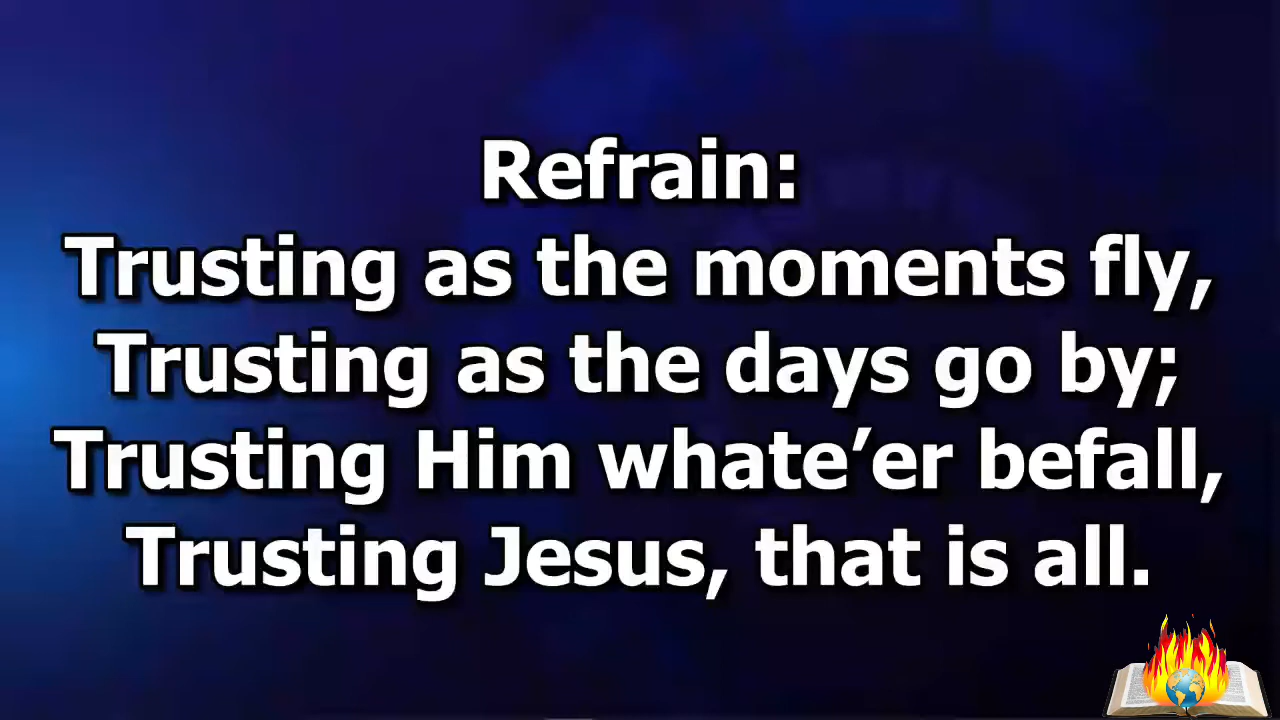 Refrain:
Trusting as the moments fly,
Trusting as the days go by;
Trusting Him whate’er befall,
Trusting Jesus, that is all.